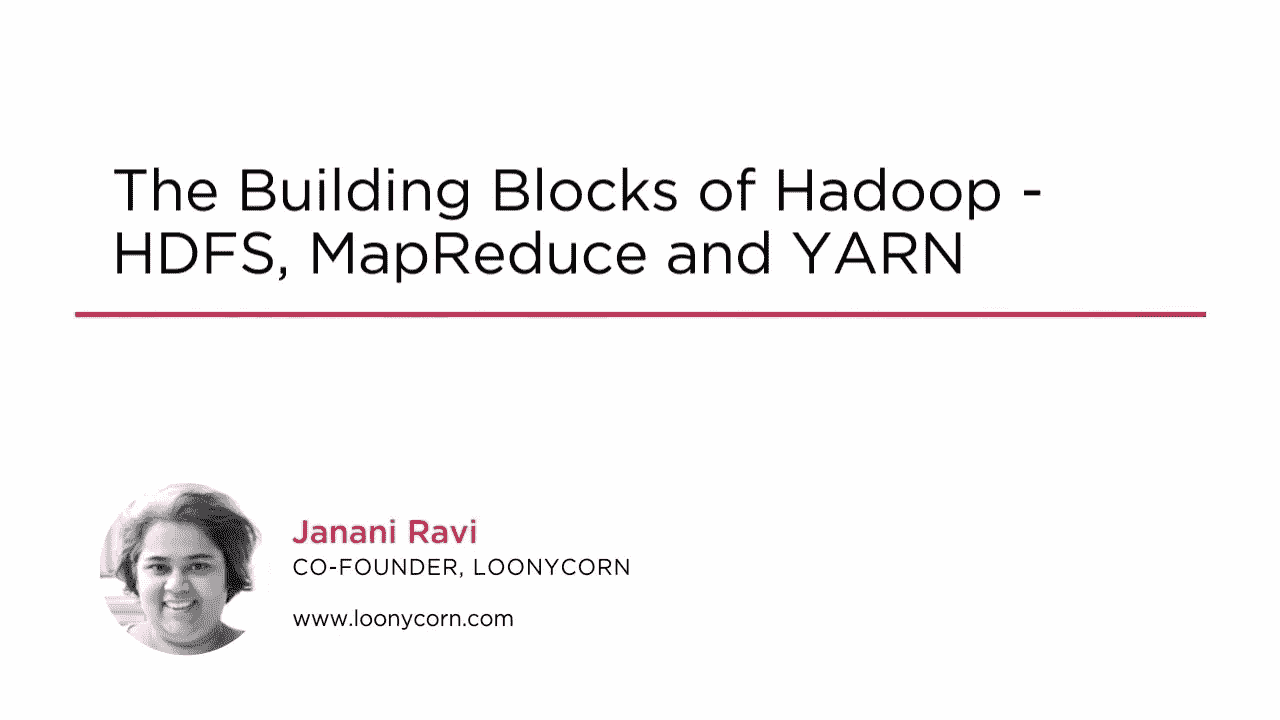 The Building Blocks of Hadoop -
HDFS, MapReduce and YARN
Janani Ravi
CO-FOUNDER, LOONYCORN
www.loonycorn.com